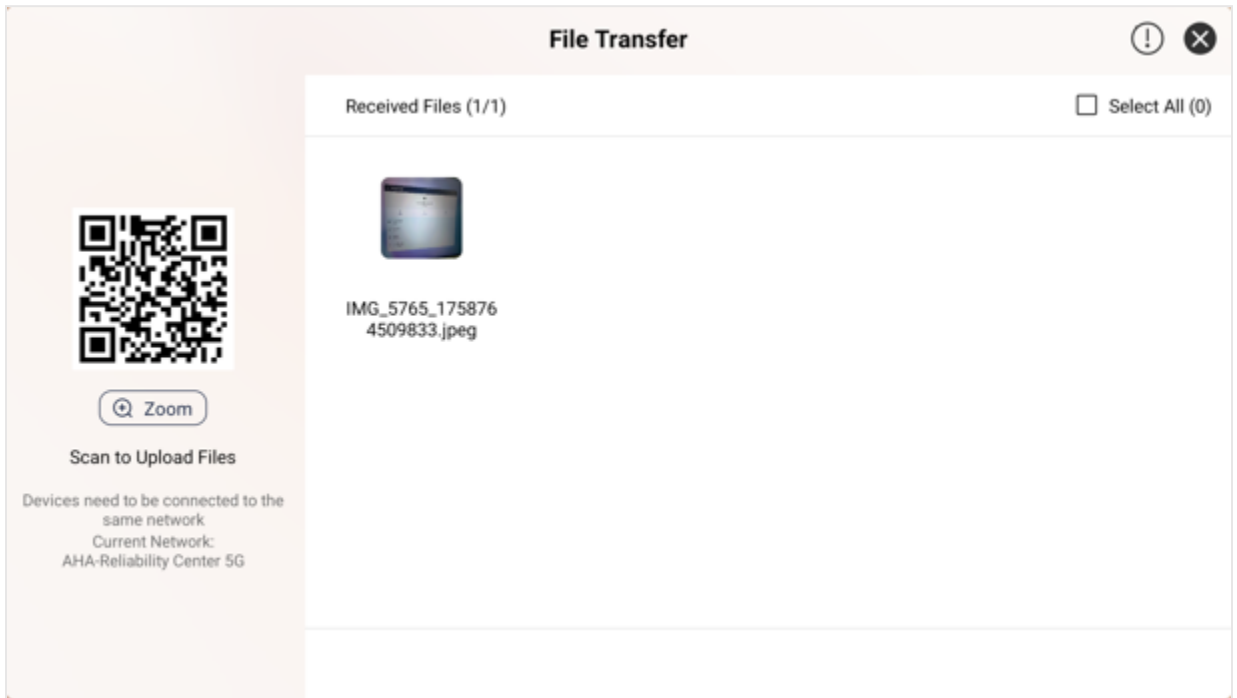 File Transfer
Received Files (1/1)
Select All (0)
IMG_5765_175876
4509833.jpeg
Zoom
Scan to Upload Files
Devices need to be connected to the
same network
Current Network:
AHA-Reliability Center 5G